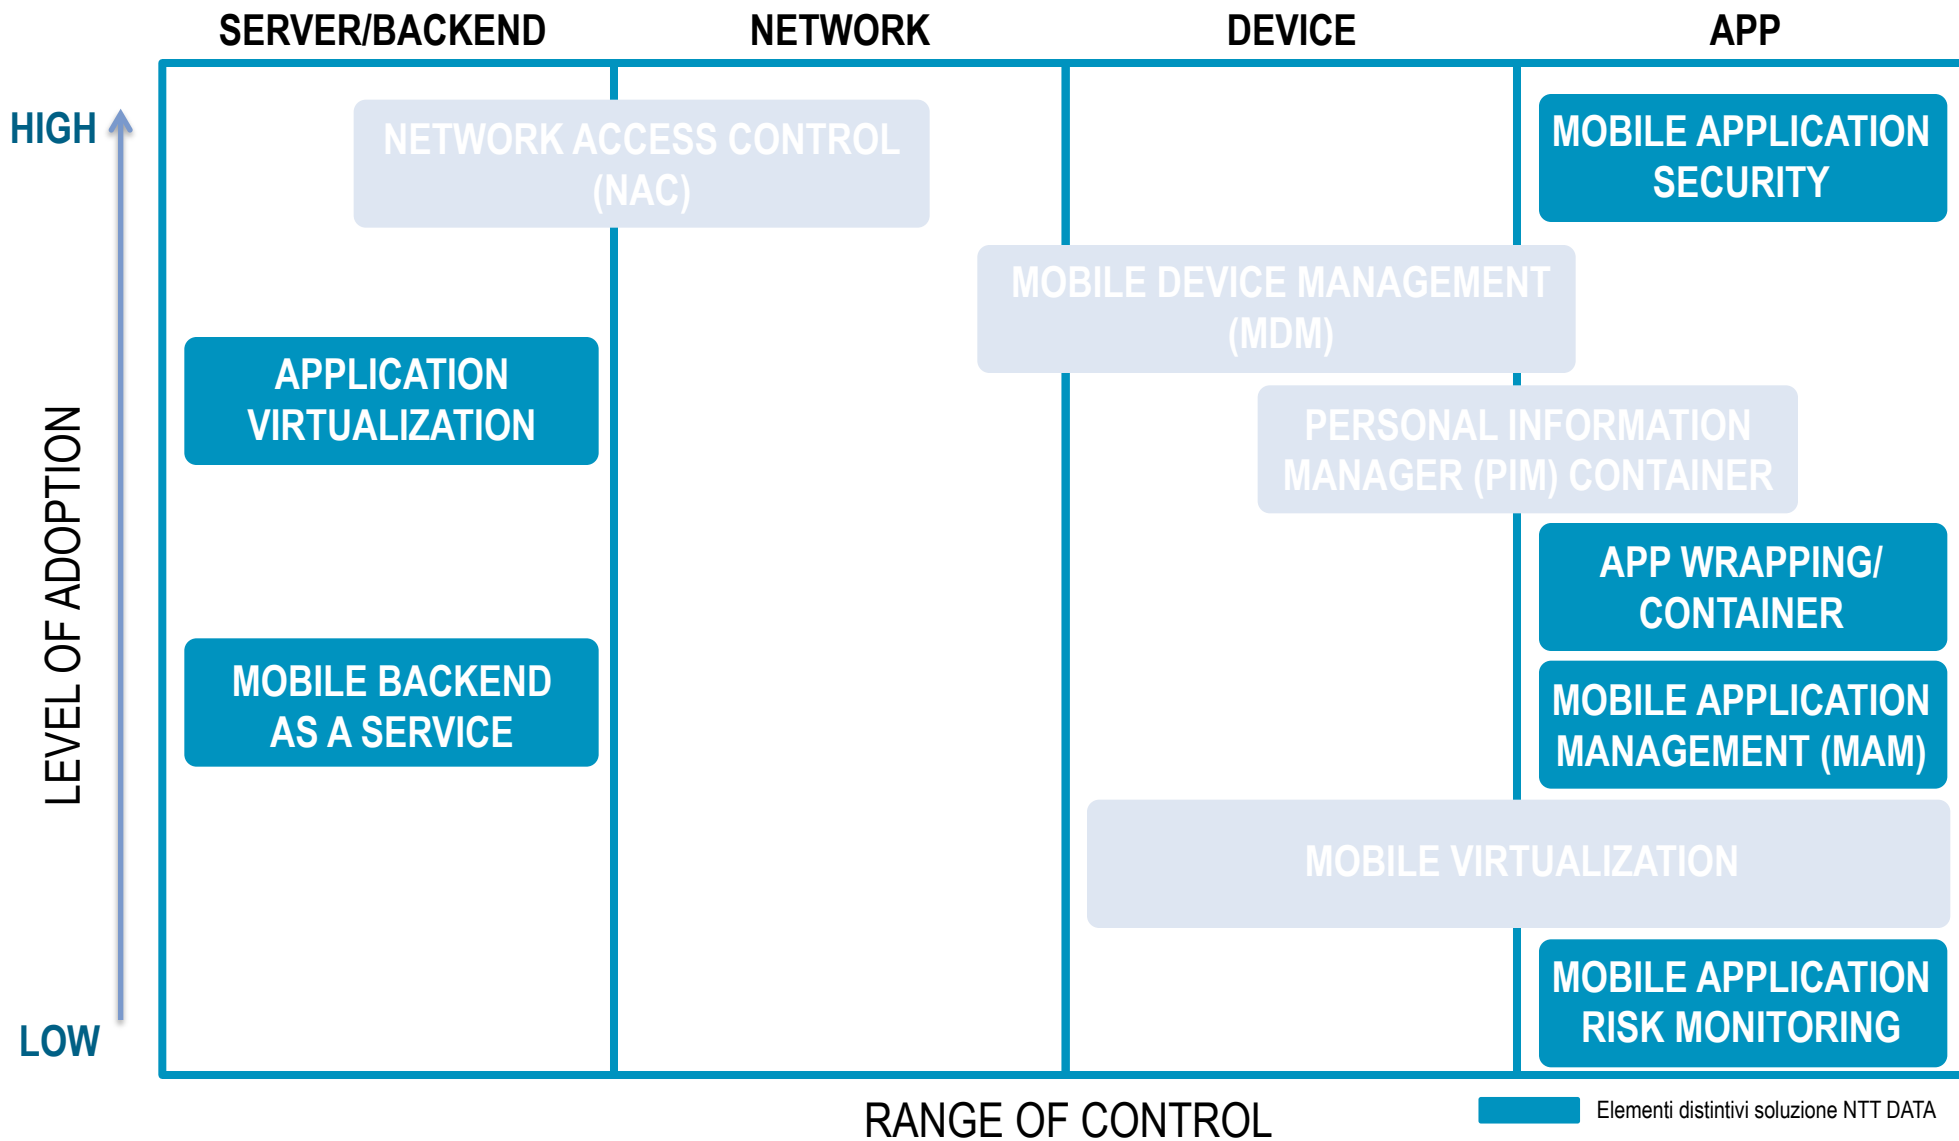 SERVER/BACKEND
NETWORK
DEVICE
APP
HIGH
NETWORK ACCESS CONTROL
(NAC)
MOBILE APPLICATION
SECURITY
MOBILE DEVICE MANAGEMENT
(MDM)
APPLICATION
VIRTUALIZATION
PERSONAL INFORMATION
MANAGER (PIM) CONTAINER
LEVEL OF ADOPTION
APP WRAPPING/
CONTAINER
MOBILE BACKEND
AS A SERVICE
MOBILE APPLICATION
MANAGEMENT (MAM)
MOBILE VIRTUALIZATION
MOBILE APPLICATION
RISK MONITORING
LOW
RANGE OF CONTROL
Elementi distintivi soluzione NTT DATA